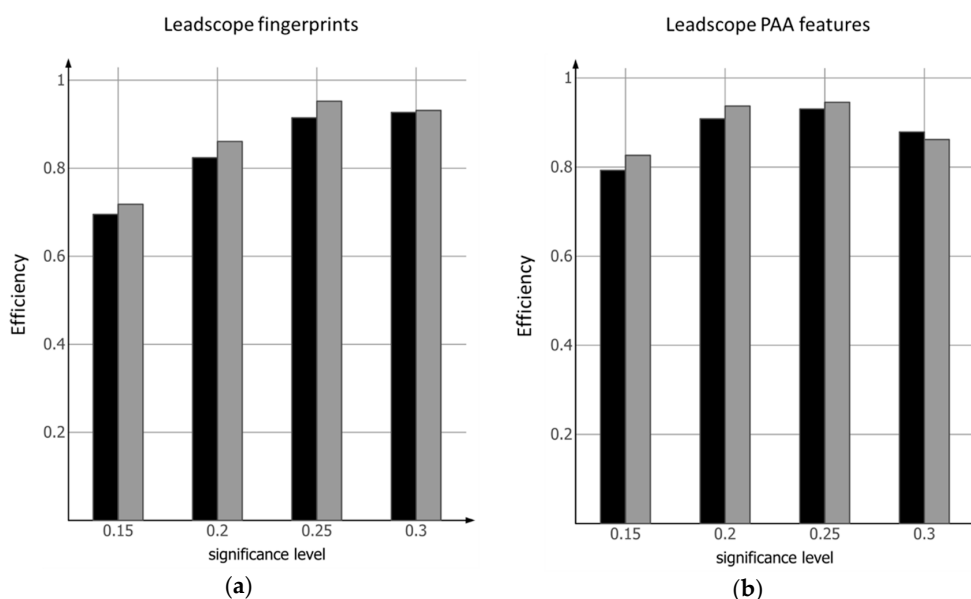 Leadscope fingerprints
1
0.8
0.6
0.4
0.2
Efficiency
0.15 0.2 0.25 0.3
significance level
(a)
Leadscope PAA features
1
0.8
0.6
0.4
0.2
Efficiency
0.15 0.2 0.25 0.3
significance level
(b)